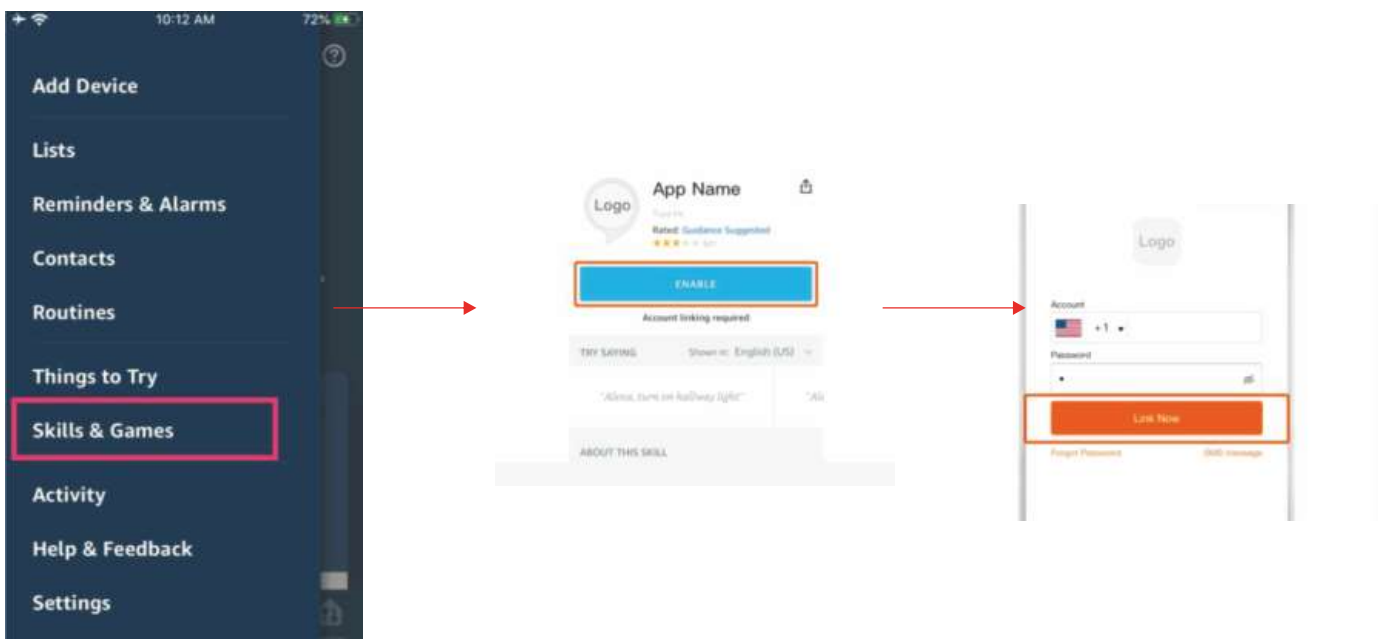 10:12 AM
72%
Add Device
Lists
Reminders & Alarms
Contacts
Routines
Things to Try
Skills & Games
Activity
Help & Feedback
Settings
Logo
App Name
Rated: Guidance Suggested
ENABLE
Account linking required
TRY SAYING
Shown in: English (US)
"Alexa, turn on hallway light"
ABOUT THIS SKILL
Logo
Account
+1
Password
Link Now
Forgot Password
SMS message